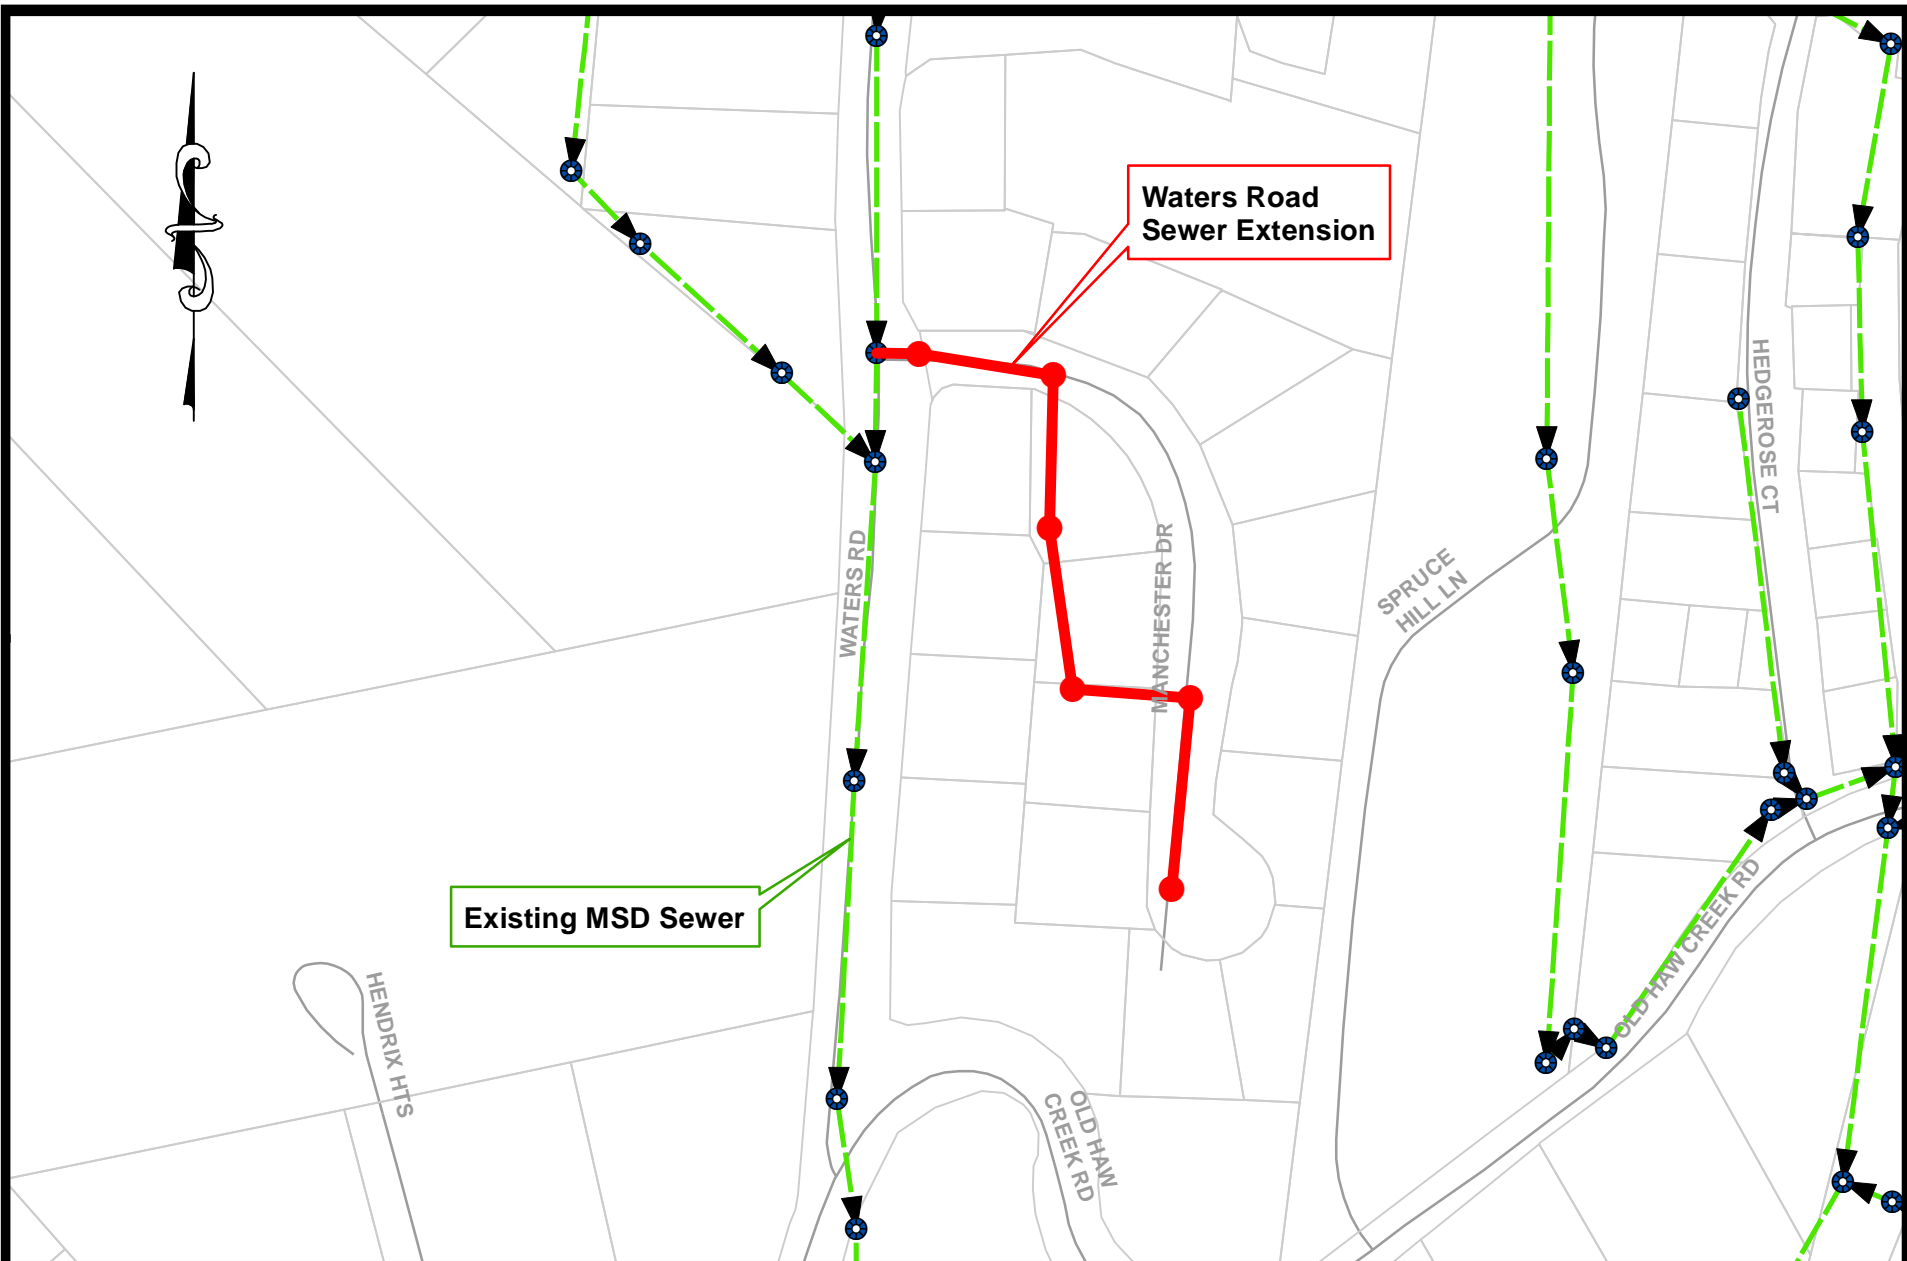 Waters Road
Sewer Extension
HEDGEROSE CT
WATERS RD
MANCHESTER DR
SPRUCE
HILL LN
Existing MSD Sewer
OLD HAW CREEK RD
HENDRIX HTS
OLD HAW
CREEK RD